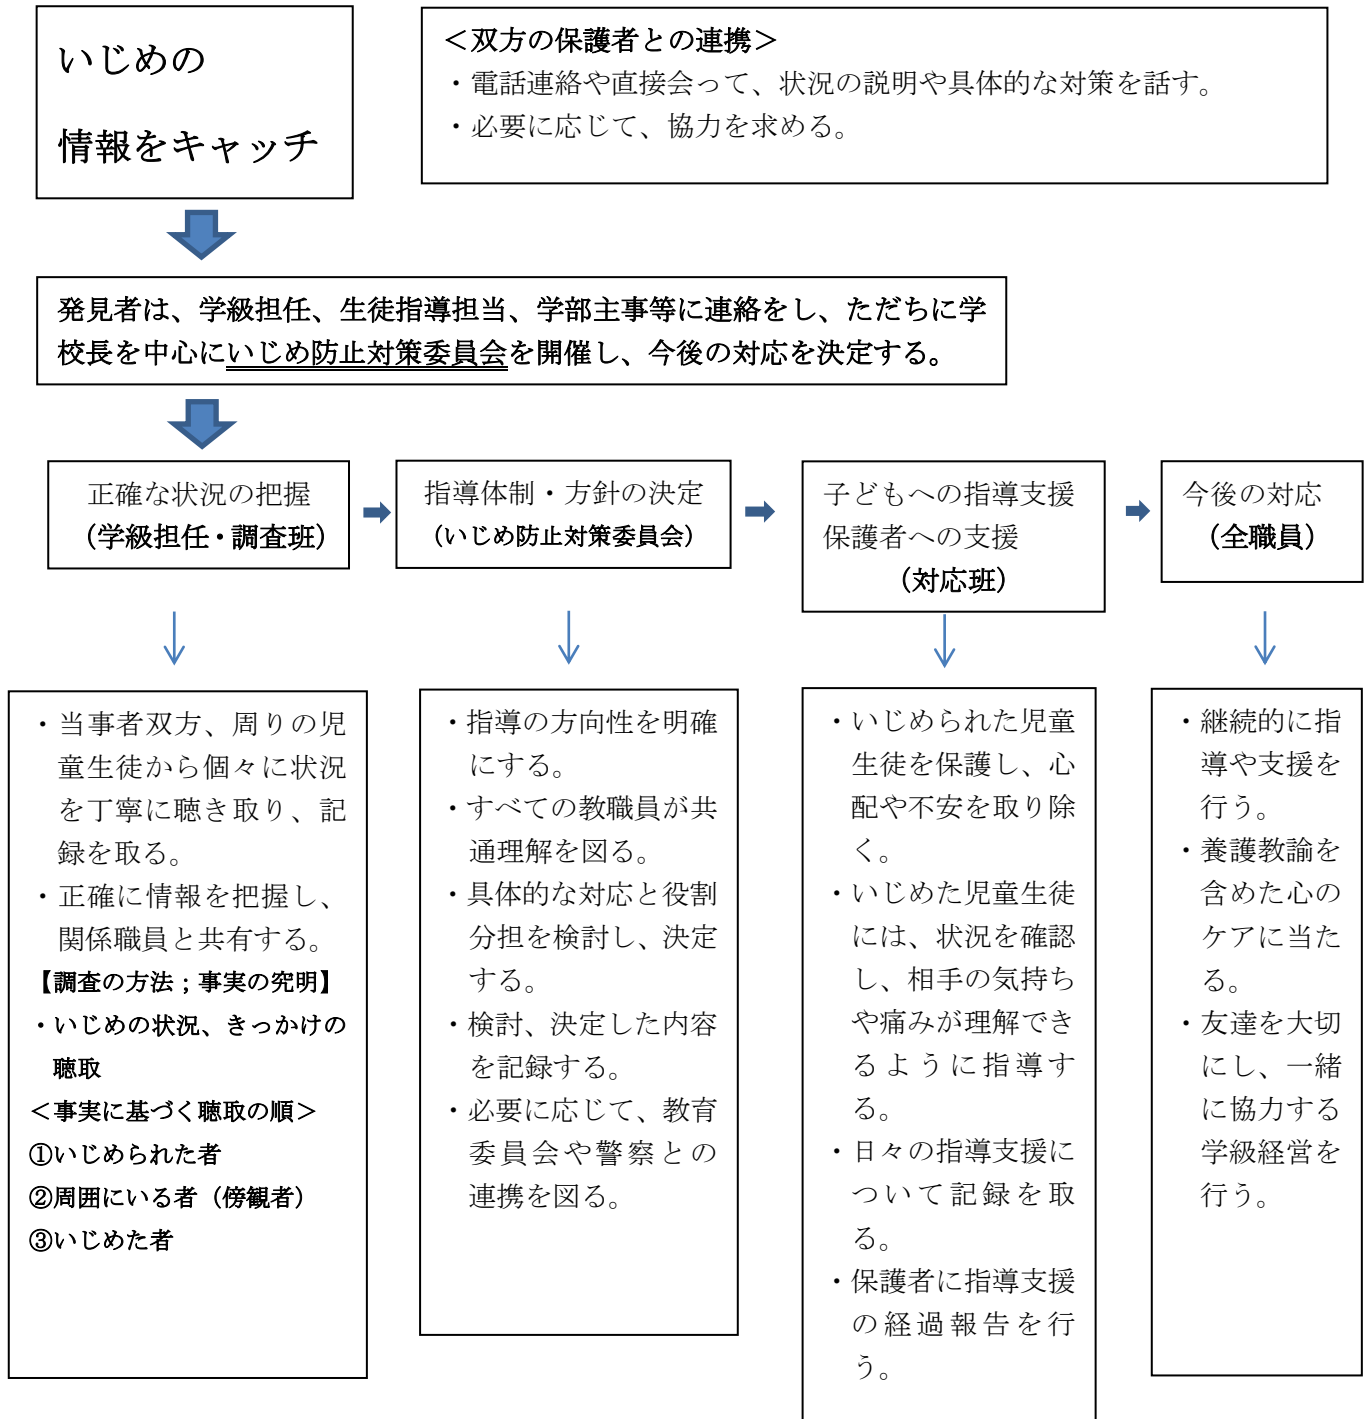 いじめの
情報をキャッチ
＜双方の保護者との連携＞
・電話連絡や直接会って、状況の説明や具体的な対策を話す。
・必要に応じて、協力を求める。
発見者は、学級担任、生徒指導担当、学部主事等に連絡をし、ただちに学
校長を中心にいじめ防止対策委員会を開催し、今後の対応を決定する。
正確な状況の把握
（学級担任・調査班）
指導体制・方針の決定
（いじめ防止対策委員会）
子どもへの指導支援
保護者への支援
（対応班）
今後の対応
（全職員）
・当事者双方、周りの児
童生徒から個々に状況
を丁寧に聴き取り、記
録を取る。
・正確に情報を把握し、
関係職員と共有する。
【調査の方法；事実の究明】
・いじめの状況、きっかけの
聴取
＜事実に基づく聴取の順＞
①いじめられた者
②周囲にいる者（傍観者）
③いじめた者
・指導の方向性を明確
にする。
・すべての教職員が共
通理解を図る。
・具体的な対応と役割
分担を検討し、決定
する。
・検討、決定した内容
を記録する。
・必要に応じて、教育
委員会や警察との
連携を図る。
・いじめられた児童
生徒を保護し、心
配や不安を取り除
く。
・いじめた児童生徒
には、状況を確認
し、相手の気持ち
や痛みが理解でき
るように指導す
る。
・日々の指導支援に
ついて記録を取
る。
・保護者に指導支援
の経過報告を行
う。
・継続的に指
導や支援を
行う。
・養護教諭を
含めた心の
ケアに当た
る。
・友達を大切
にし、一緒
に協力する
学級経営を
行う。